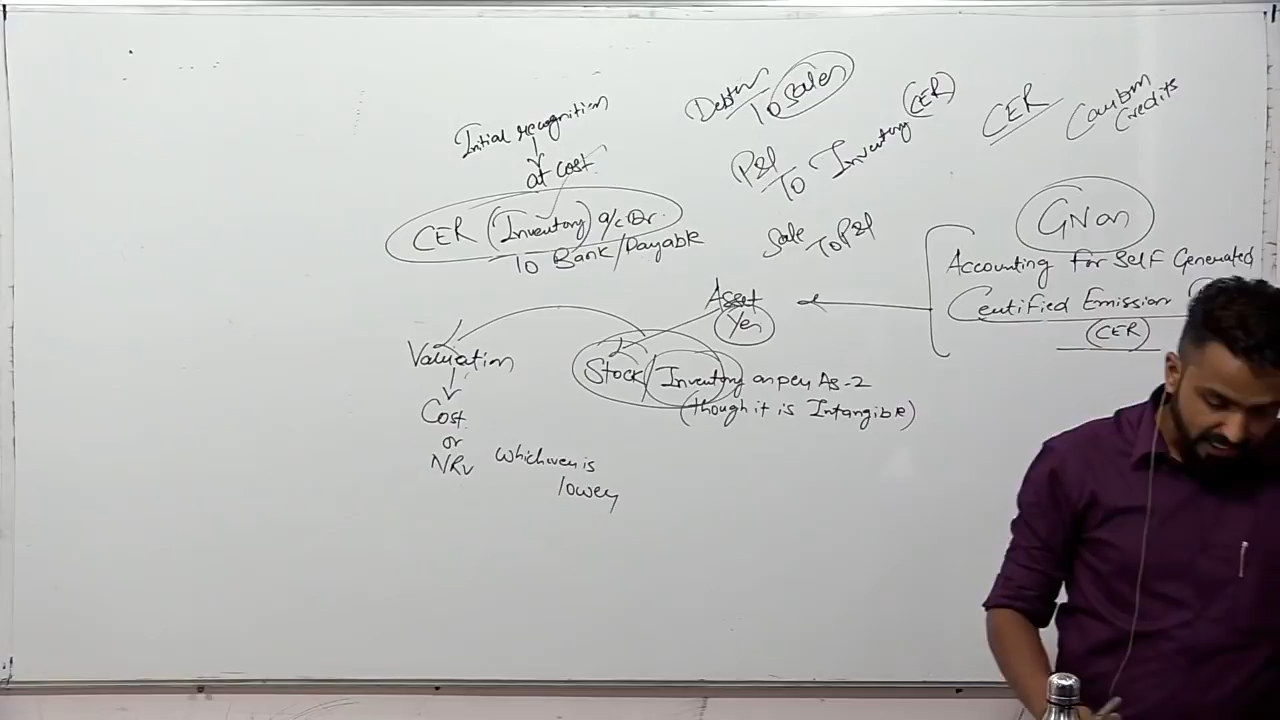 Initial recognition
at cost
CER (Inventory) a/c Dr.
To Bank/Payable
Debtor
To Sales
P&l
To Inventory (CER)
Sale
To P&l
CER
Carbon
Credits
GN on
Accounting for Self Generated
Certified Emission
(CER)
Asset
Yes
Stock/Inventory as per AS-2
(though it is Intangible)
Valuation
Cost
or
NRV
whichever is
lower